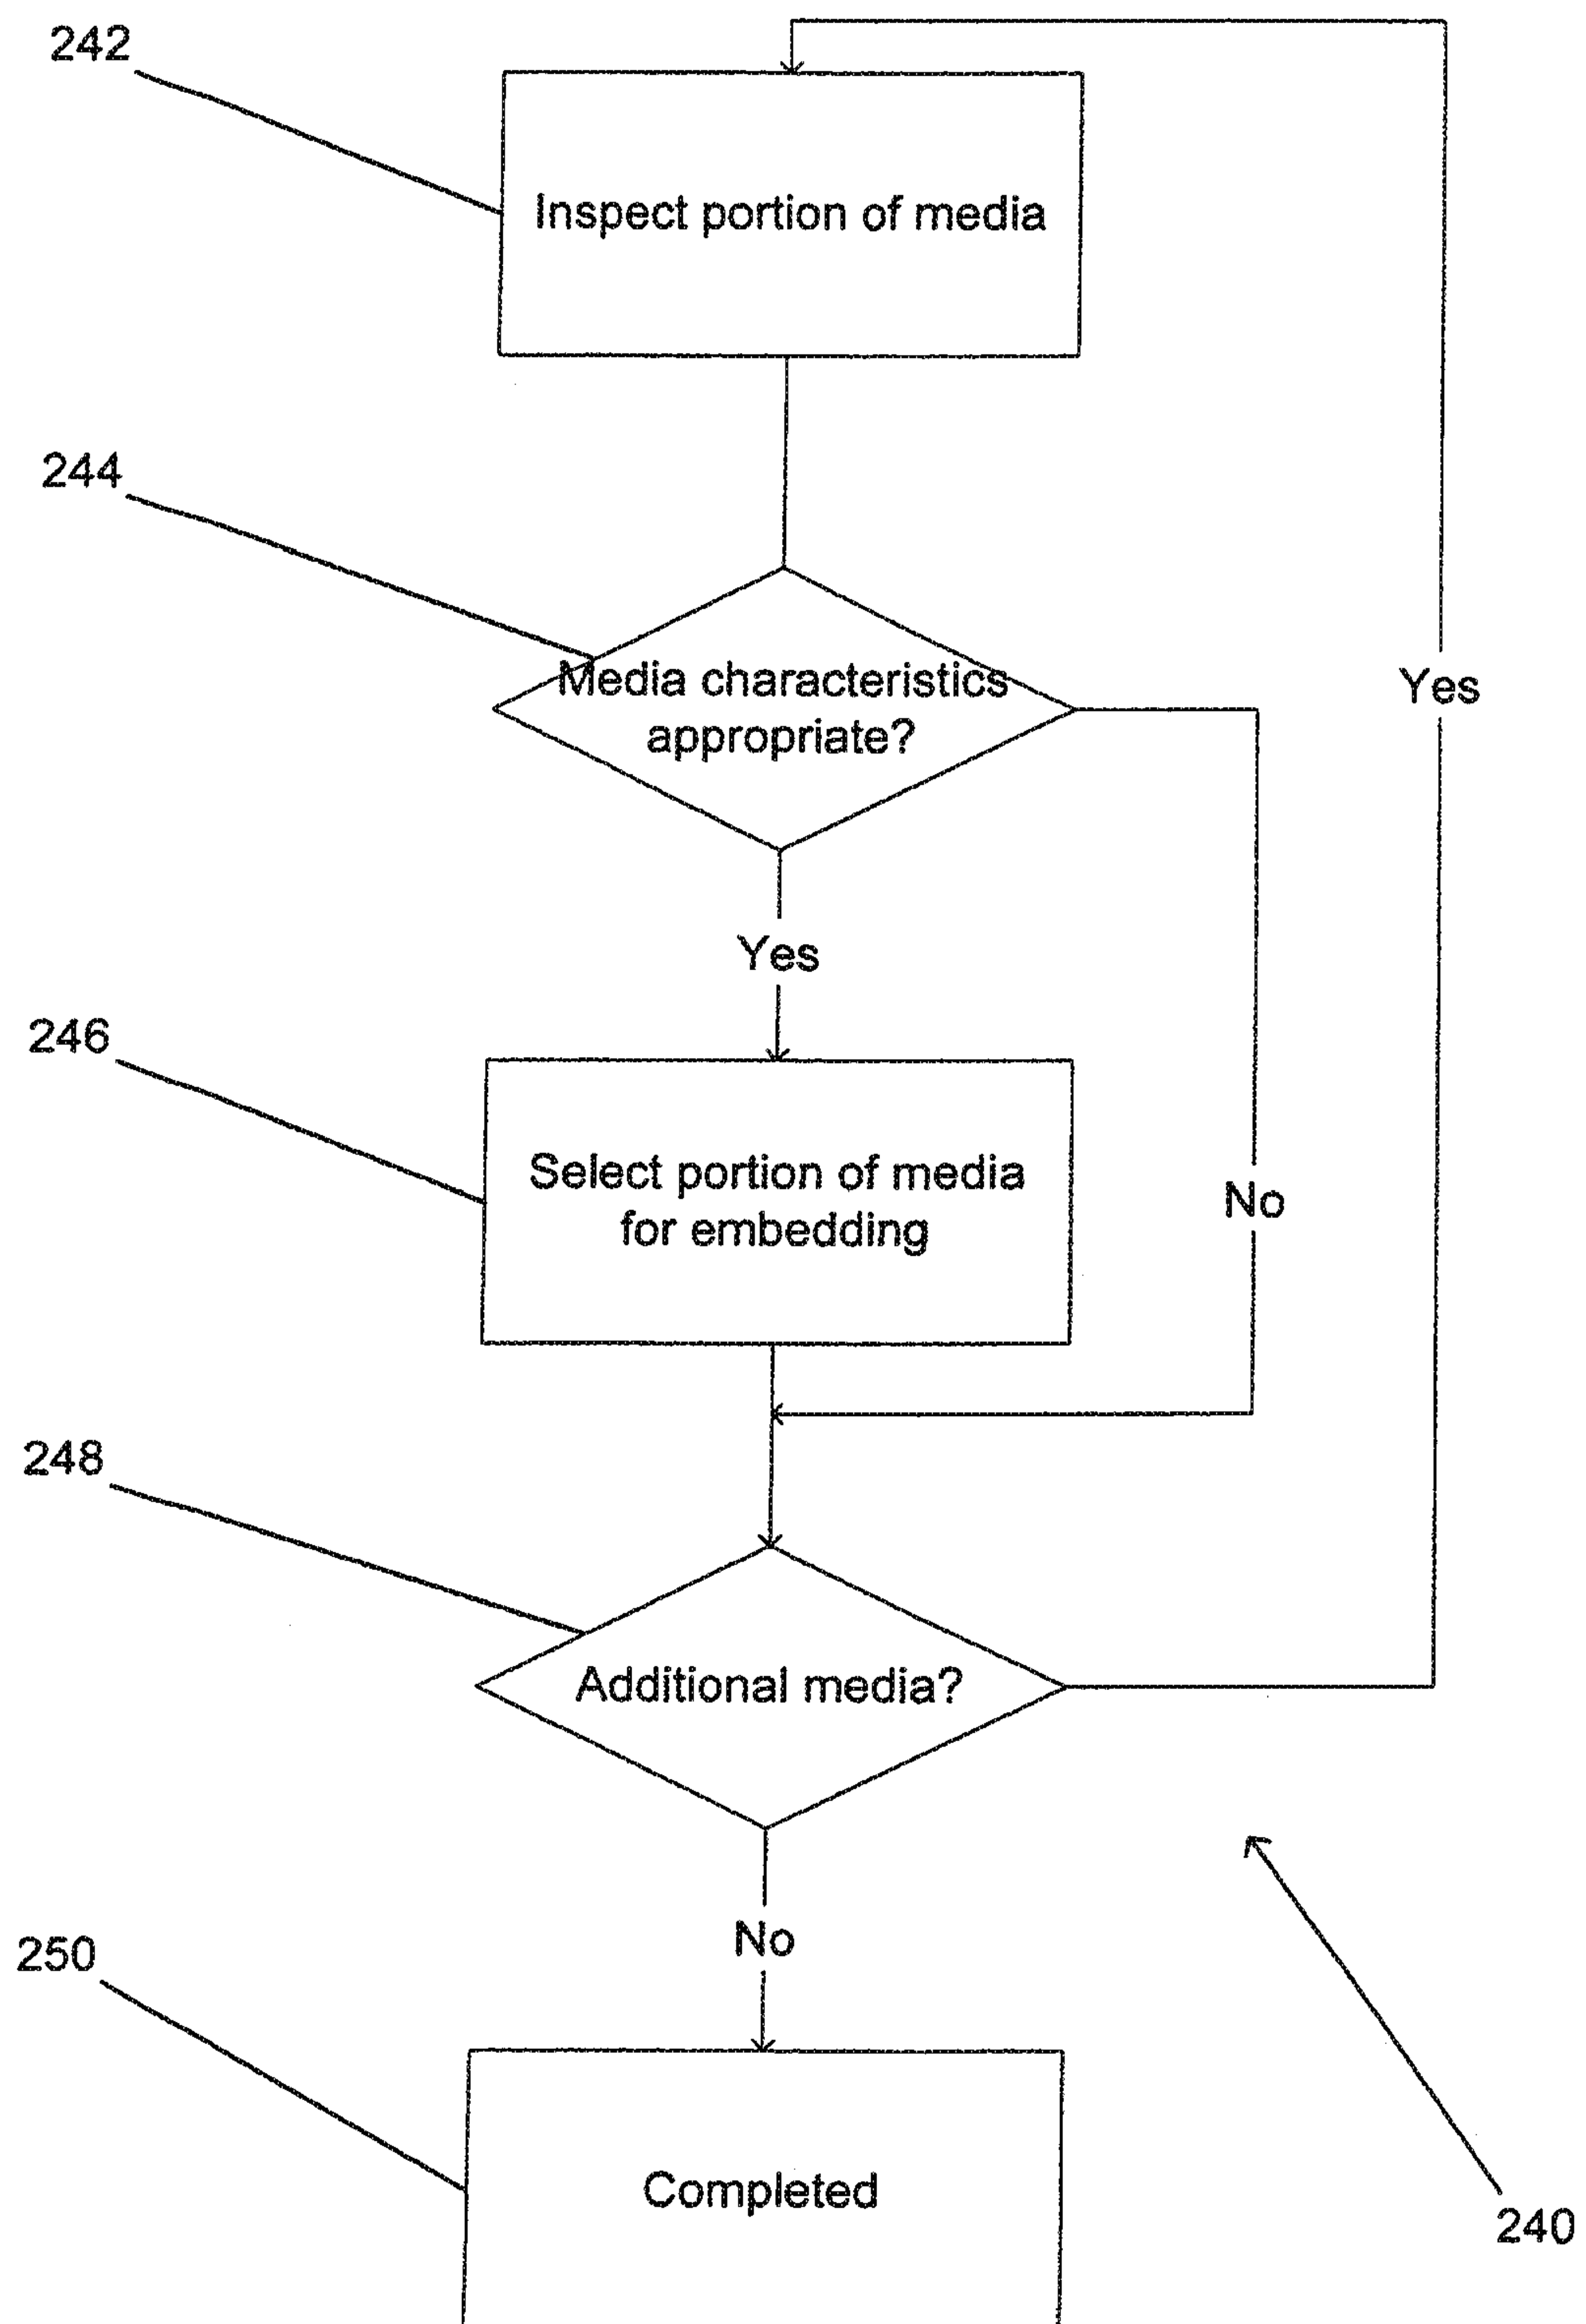 242
Inspect portion of media
244
Media characteristics
appropriate?
Yes
Yes
246
Select portion of media
for embedding
No
248
Additional media?
No
250
Completed
240